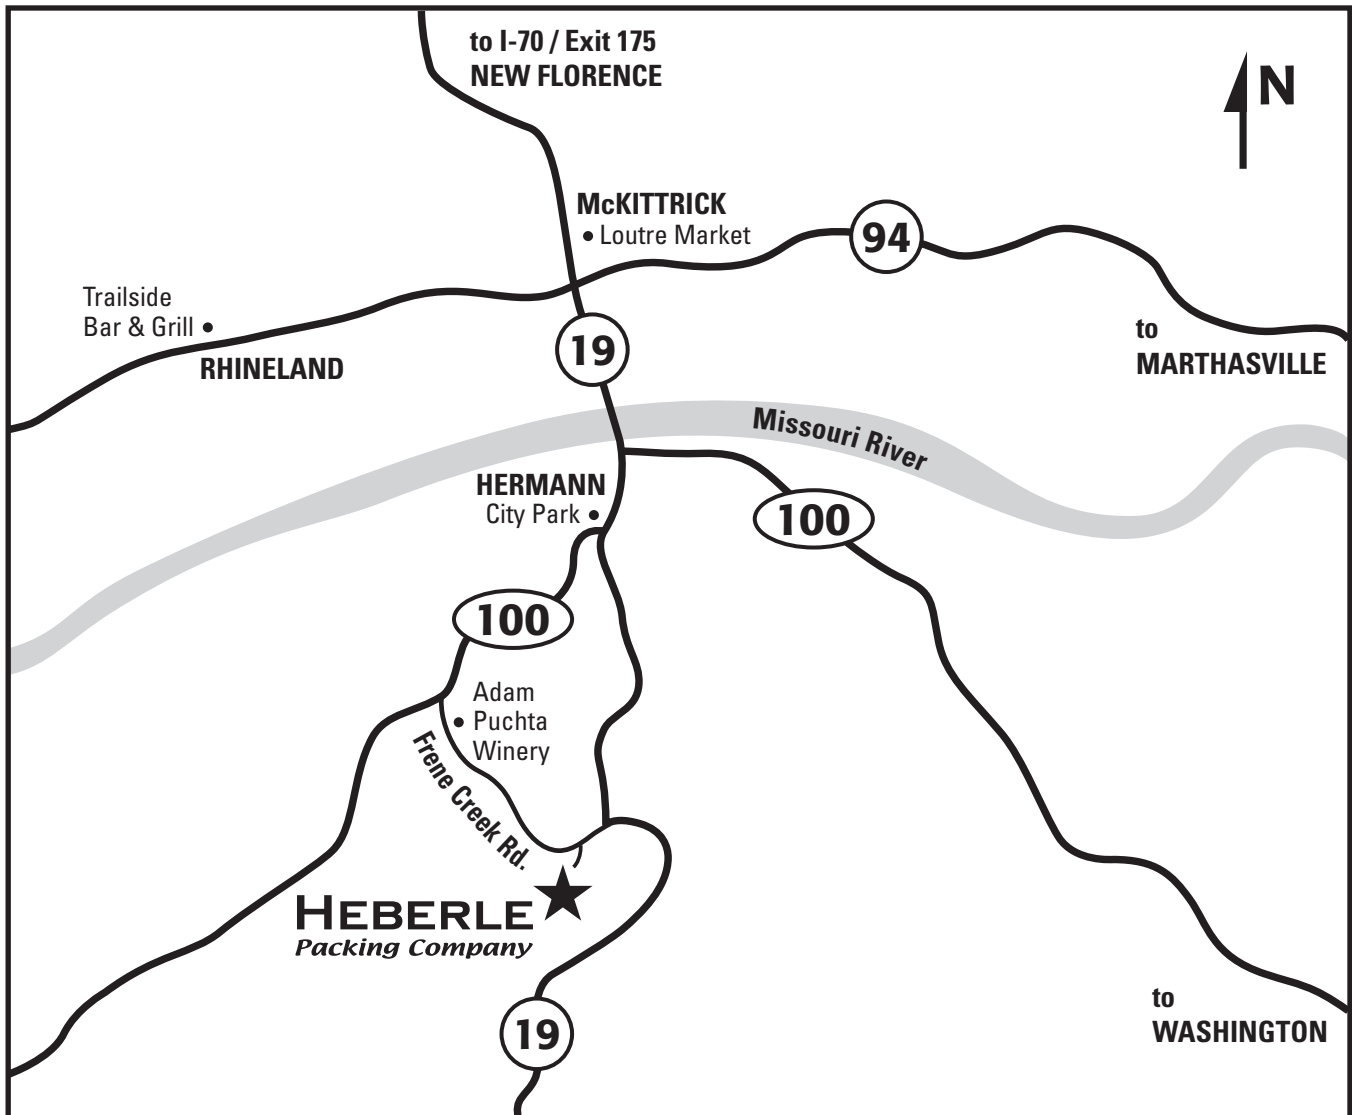 to I-70 / Exit 175
NEW FLORENCE
N
McKITTRICK
Loutre Market
94
Trailside
Bar & Grill
RHINELAND
19
to
MARTHASVILLE
Missouri River
HERMANN
City Park
100
100
Adam
Puchta
Winery
Frene Creek Rd.
HEBERLE
Packing Company
19
to
WASHINGTON